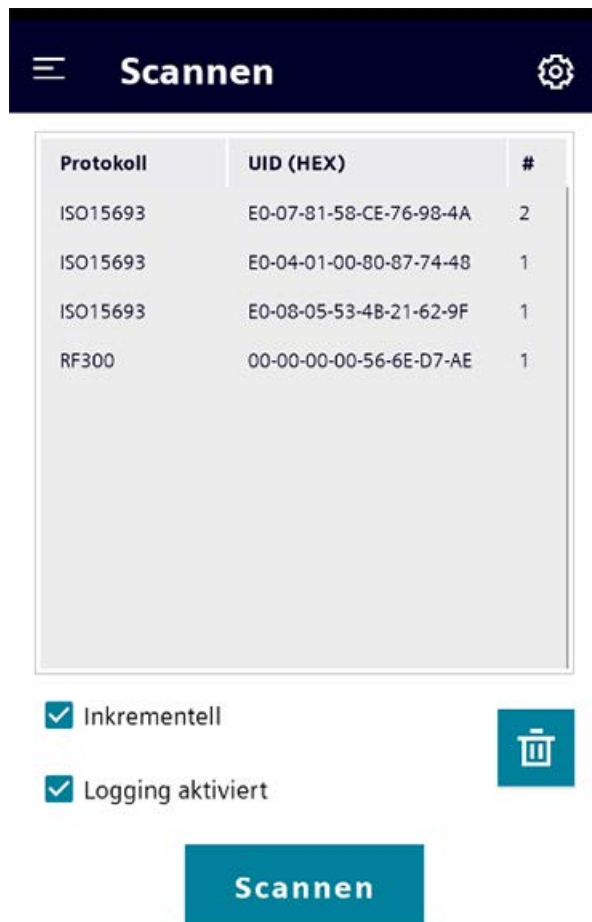 Scannen
Protokoll UID (HEX) #
ISO15693 E0-07-81-58-CE-76-98-4A 2
ISO15693 E0-04-01-00-80-87-74-48 1
ISO15693 E0-08-05-53-4B-21-62-9F 1
RF300 00-00-00-00-56-6E-D7-AE 1
Inkrementell
Logging aktiviert
Scannen